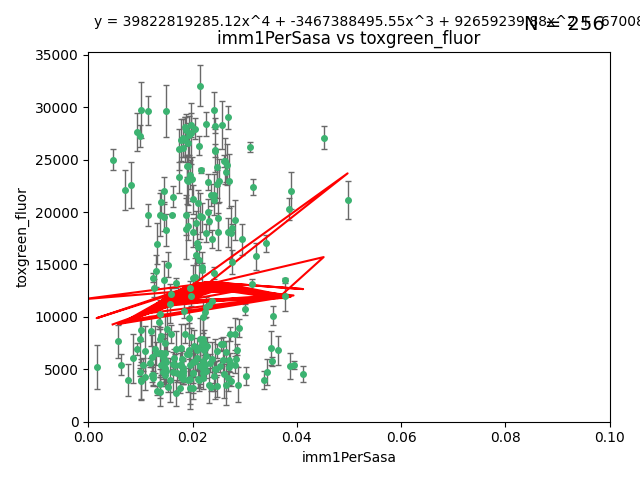 y = 39822819285.12x^4 + -3467388495.55x^3 + 92659239
N = 256
imm1PerSasa vs toxgreen_fluor
35000
30000
25000
20000
15000
10000
5000
0
toxgreen_fluor
0.00 0.02 0.04 0.06 0.08 0.10
imm1PerSasa